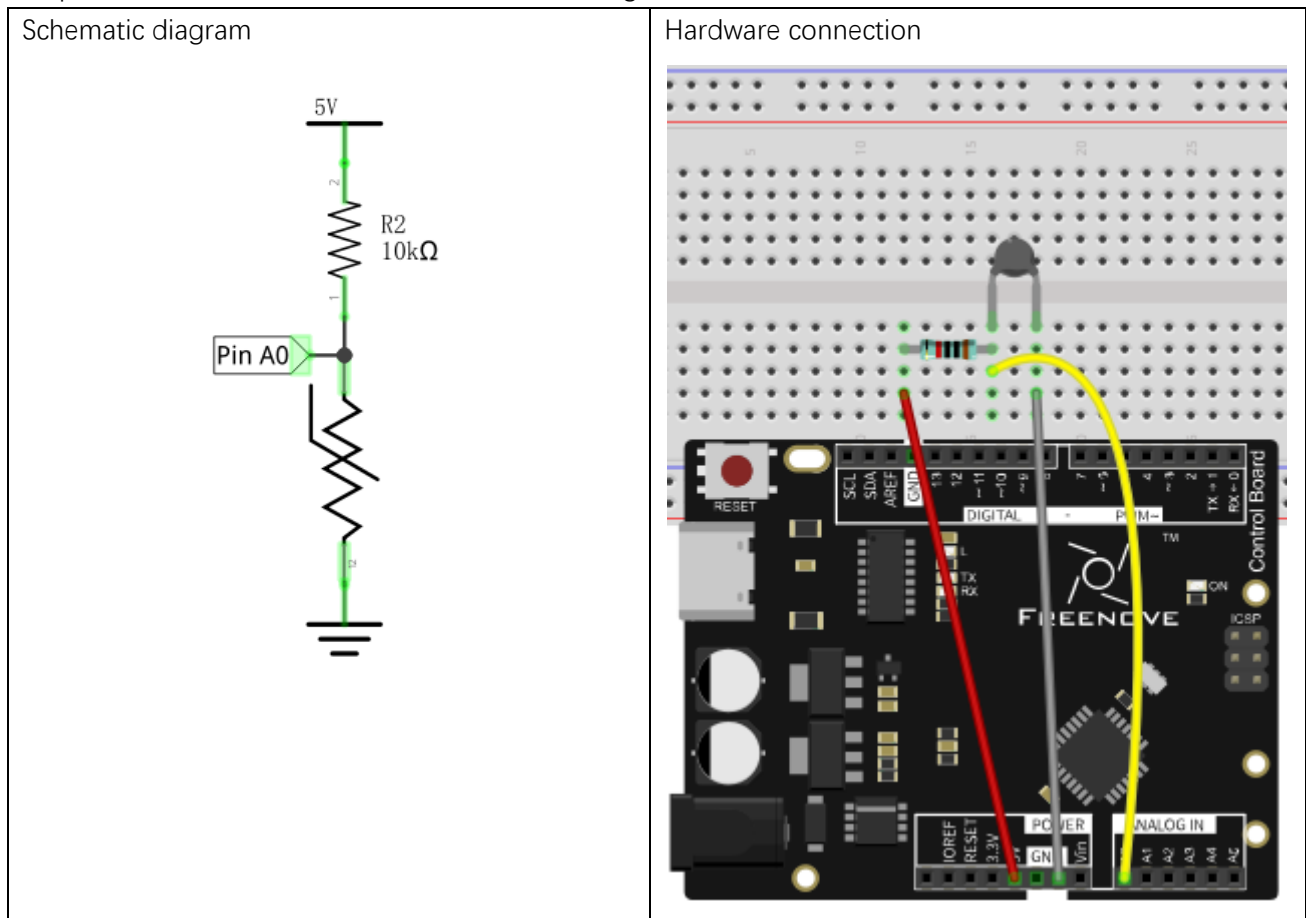 Schematic diagram
5V
2
R2
10kΩ
1
Pin A0
Hardware connection
5
10
15
20
25
RESET
SCL
SDA
AREF
GND
13
12
~11
~10
~9
7
4
~3
2
TX→1
RX←0
DIGITAL
PWM~
Control Board
TM
L
TX
RX
ON
FREENOVE
ICSP
IOREF
RESET
3.3V
5V
POWER
GND
Vin
ANALOG IN
A1
A2
A3
A4
A5